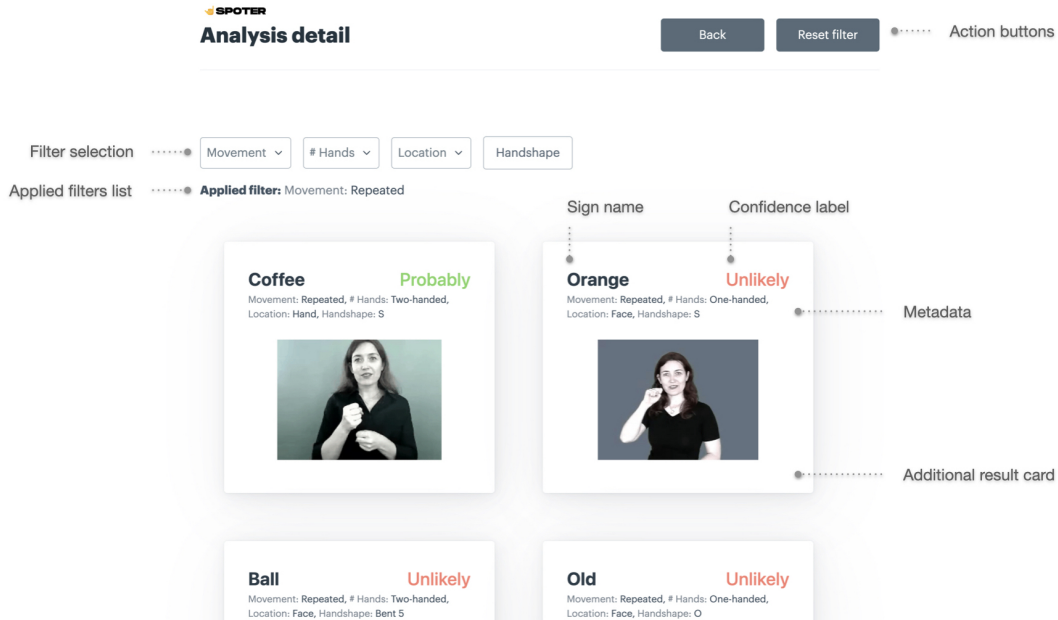 SPOTER
Analysis detail
Back
Reset filter
Action buttons
Filter selection
Movement
# Hands
Location
Handshape
Applied filters list
Applied filter: Movement: Repeated
Sign name
Confidence label
Coffee
Probably
Movement: Repeated, # Hands: Two-handed,
Location: Hand, Handshape: S
Orange
Unlikely
Movement: Repeated, # Hands: One-handed,
Location: Face, Handshape: S
Metadata
Additional result card
Ball
Unlikely
Movement: Repeated, # Hands: Two-handed,
Location: Face, Handshape: Bent 5
Old
Unlikely
Movement: Repeated, # Hands: One-handed,
Location: Face, Handshape: O